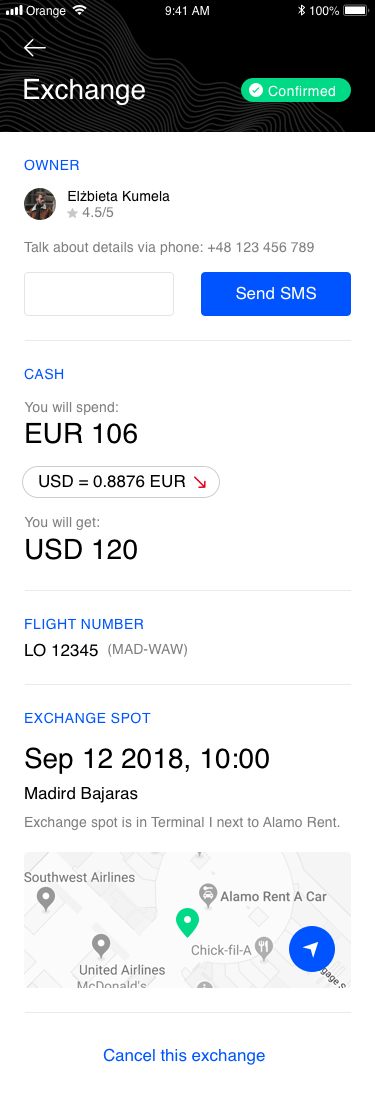 Orange 9:41 AM 100%
Exchange
Confirmed
OWNER
Elżbieta Kumela
4.5/5
Talk about details via phone: +48 123 456 789
Send SMS
CASH
You will spend:
EUR 106
USD = 0.8876 EUR
You will get:
USD 120
FLIGHT NUMBER
LO 12345 (MAD-WAW)
EXCHANGE SPOT
Sep 12 2018, 10:00
Madird Bajaras
Exchange spot is in Terminal I next to Alamo Rent.
Southwest Airlines
Alamo Rent A Car
Chick-fil-A
United Airlines
McDonald's
Cancel this exchange